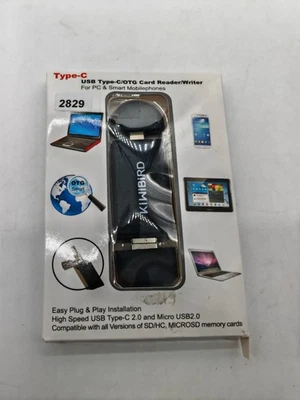 Type-C
USB Type-C/OTG Card Reader/Writer
For PC & Smart Mobilephones
2829
OTG
KIWIBIRD
Easy Plug & Play Installation
High Speed USB Type-C 2.0 and Micro USB2.0
Compatible with all Versions of SD/HC, MICROSD memory cards